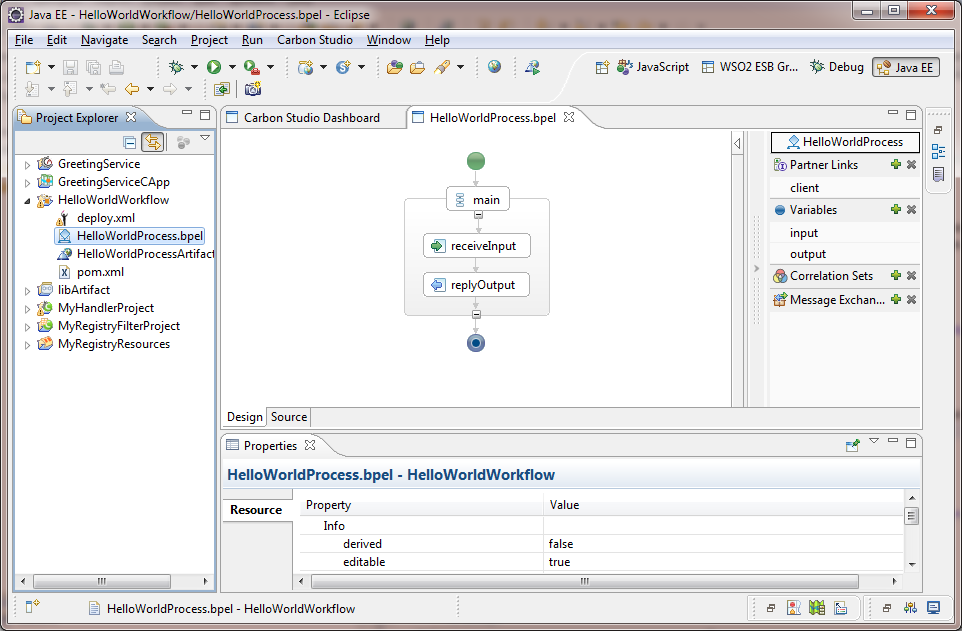 Java EE - HelloWorldWorkflow/HelloWorldProcess.bpel - Eclipse
File Edit Navigate Search Project Run Carbon Studio Window Help
JavaScript WSO2 ESB Gr... Debug Java EE
Project Explorer
GreetingService
GreetingServiceCApp
HelloWorldWorkflow
deploy.xml
HelloWorldProcess.bpel
HelloWorldProcessArtifact
pom.xml
libArtifact
MyHandlerProject
MyRegistryFilterProject
MyRegistryResources
Carbon Studio Dashboard HelloWorldProcess.bpel
main
receiveInput
replyOutput
HelloWorldProcess
Partner Links
client
Variables
input
output
Correlation Sets
Message Exchan...
Design Source
Properties
HelloWorldProcess.bpel - HelloWorldWorkflow
Resource
Property Value
Info
derived false
editable true
HelloWorldProcess.bpel - HelloWorldWorkflow